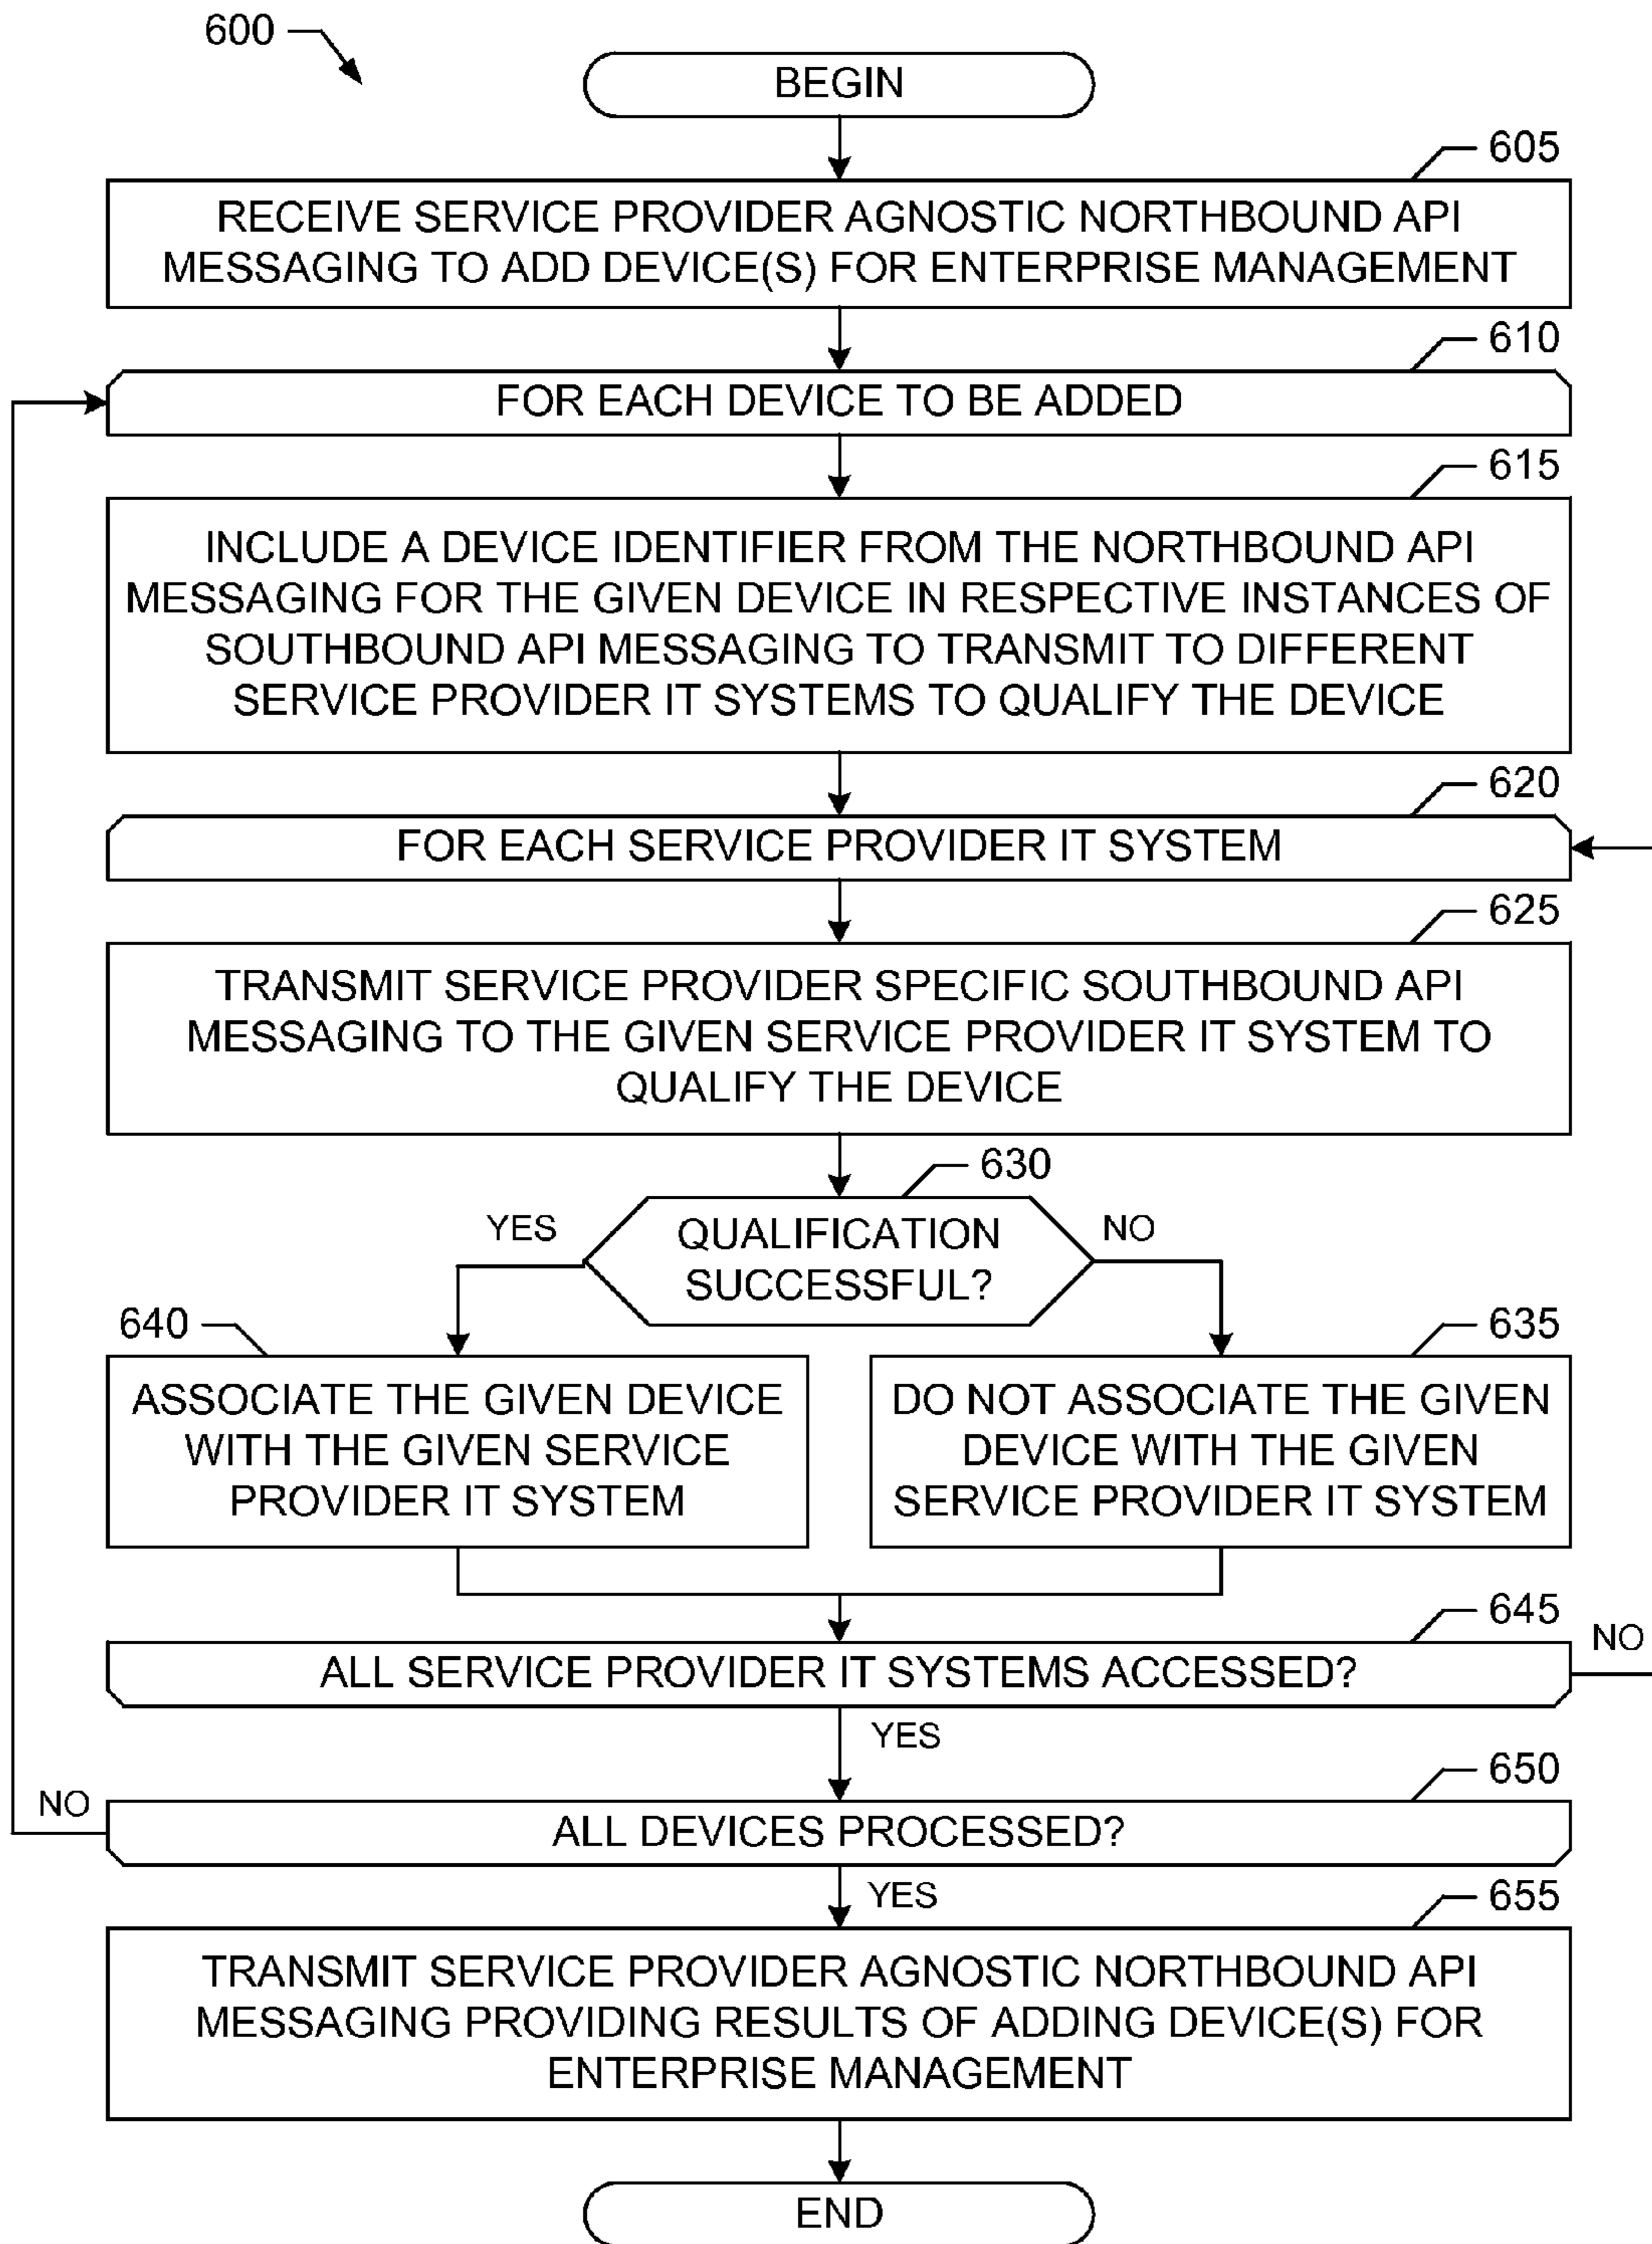 600
BEGIN
605
RECEIVE SERVICE PROVIDER AGNOSTIC NORTHBOUND API
MESSAGING TO ADD DEVICE(S) FOR ENTERPRISE MANAGEMENT
610
FOR EACH DEVICE TO BE ADDED
615
INCLUDE A DEVICE IDENTIFIER FROM THE NORTHBOUND API
MESSAGING FOR THE GIVEN DEVICE IN RESPECTIVE INSTANCES OF
SOUTHBOUND API MESSAGING TO TRANSMIT TO DIFFERENT
SERVICE PROVIDER IT SYSTEMS TO QUALIFY THE DEVICE
620
FOR EACH SERVICE PROVIDER IT SYSTEM
625
TRANSMIT SERVICE PROVIDER SPECIFIC SOUTHBOUND API
MESSAGING TO THE GIVEN SERVICE PROVIDER IT SYSTEM TO
QUALIFY THE DEVICE
630
YES
QUALIFICATION
SUCCESSFUL?
NO
640
ASSOCIATE THE GIVEN DEVICE
WITH THE GIVEN SERVICE
PROVIDER IT SYSTEM
635
DO NOT ASSOCIATE THE GIVEN
DEVICE WITH THE GIVEN
SERVICE PROVIDER IT SYSTEM
645
ALL SERVICE PROVIDER IT SYSTEMS ACCESSED?
NO
YES
650
NO
ALL DEVICES PROCESSED?
YES
655
TRANSMIT SERVICE PROVIDER AGNOSTIC NORTHBOUND API
MESSAGING PROVIDING RESULTS OF ADDING DEVICE(S) FOR
ENTERPRISE MANAGEMENT
END